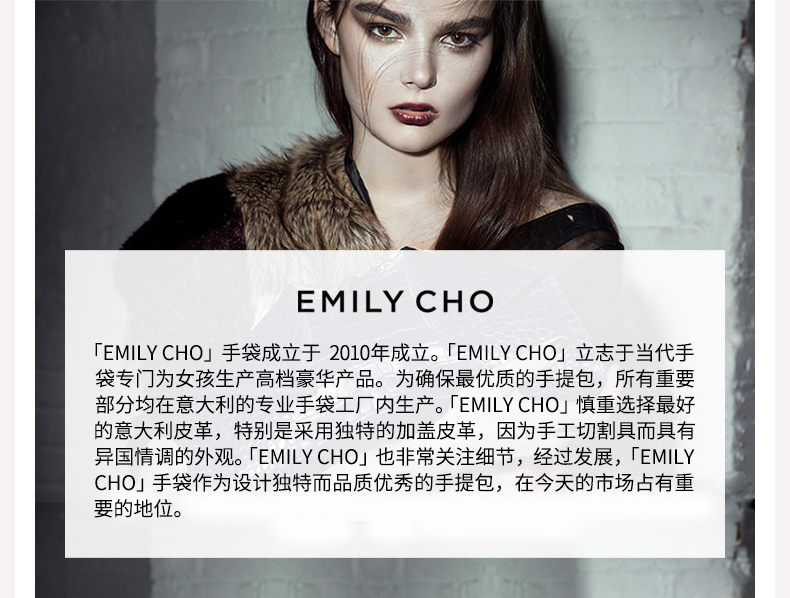 EMILY CHO
「EMILY CHO」手袋成立于 2010年成立。「EMILY CHO」立志于当代手
袋专门为女孩生产高档豪华产品。为确保最优质的手提包，所有重要
部分均在意大利的专业手袋工厂内生产。「EMILY CHO」慎重选择最好
的意大利皮革，特别是采用独特的加盖皮革，因为手工切割具而具有
异国情调的外观。「EMILY CHO」也非常关注细节，经过发展，「EMILY
CHO」手袋作为设计独特而品质优秀的手提包，在今天的市场占有重
要的地位。